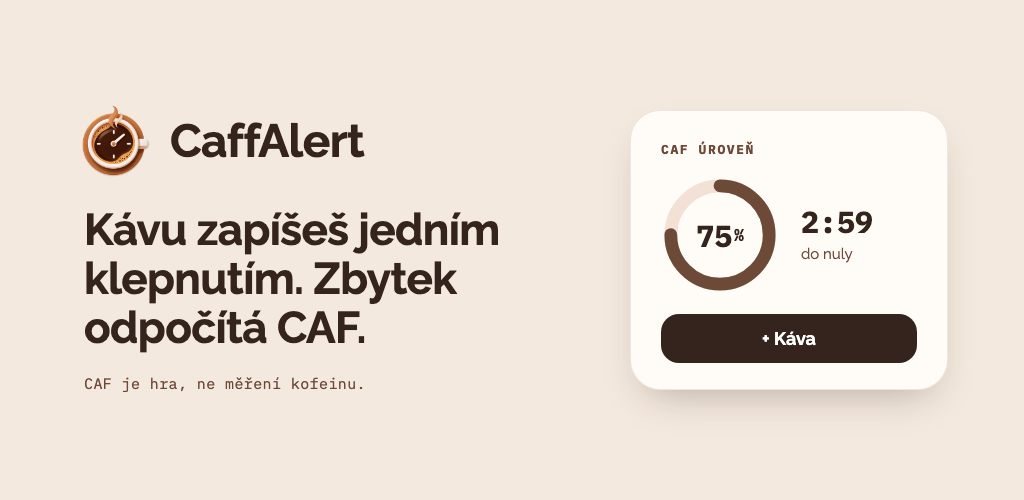 CaffAlert
Kávu zapíšeš jedním
klepnutím. Zbytek
odpočítá CAF.
CAF je hra, ne měření kofeinu.
CAF ÚROVEŇ
75%
2:59
do nuly
+ Káva